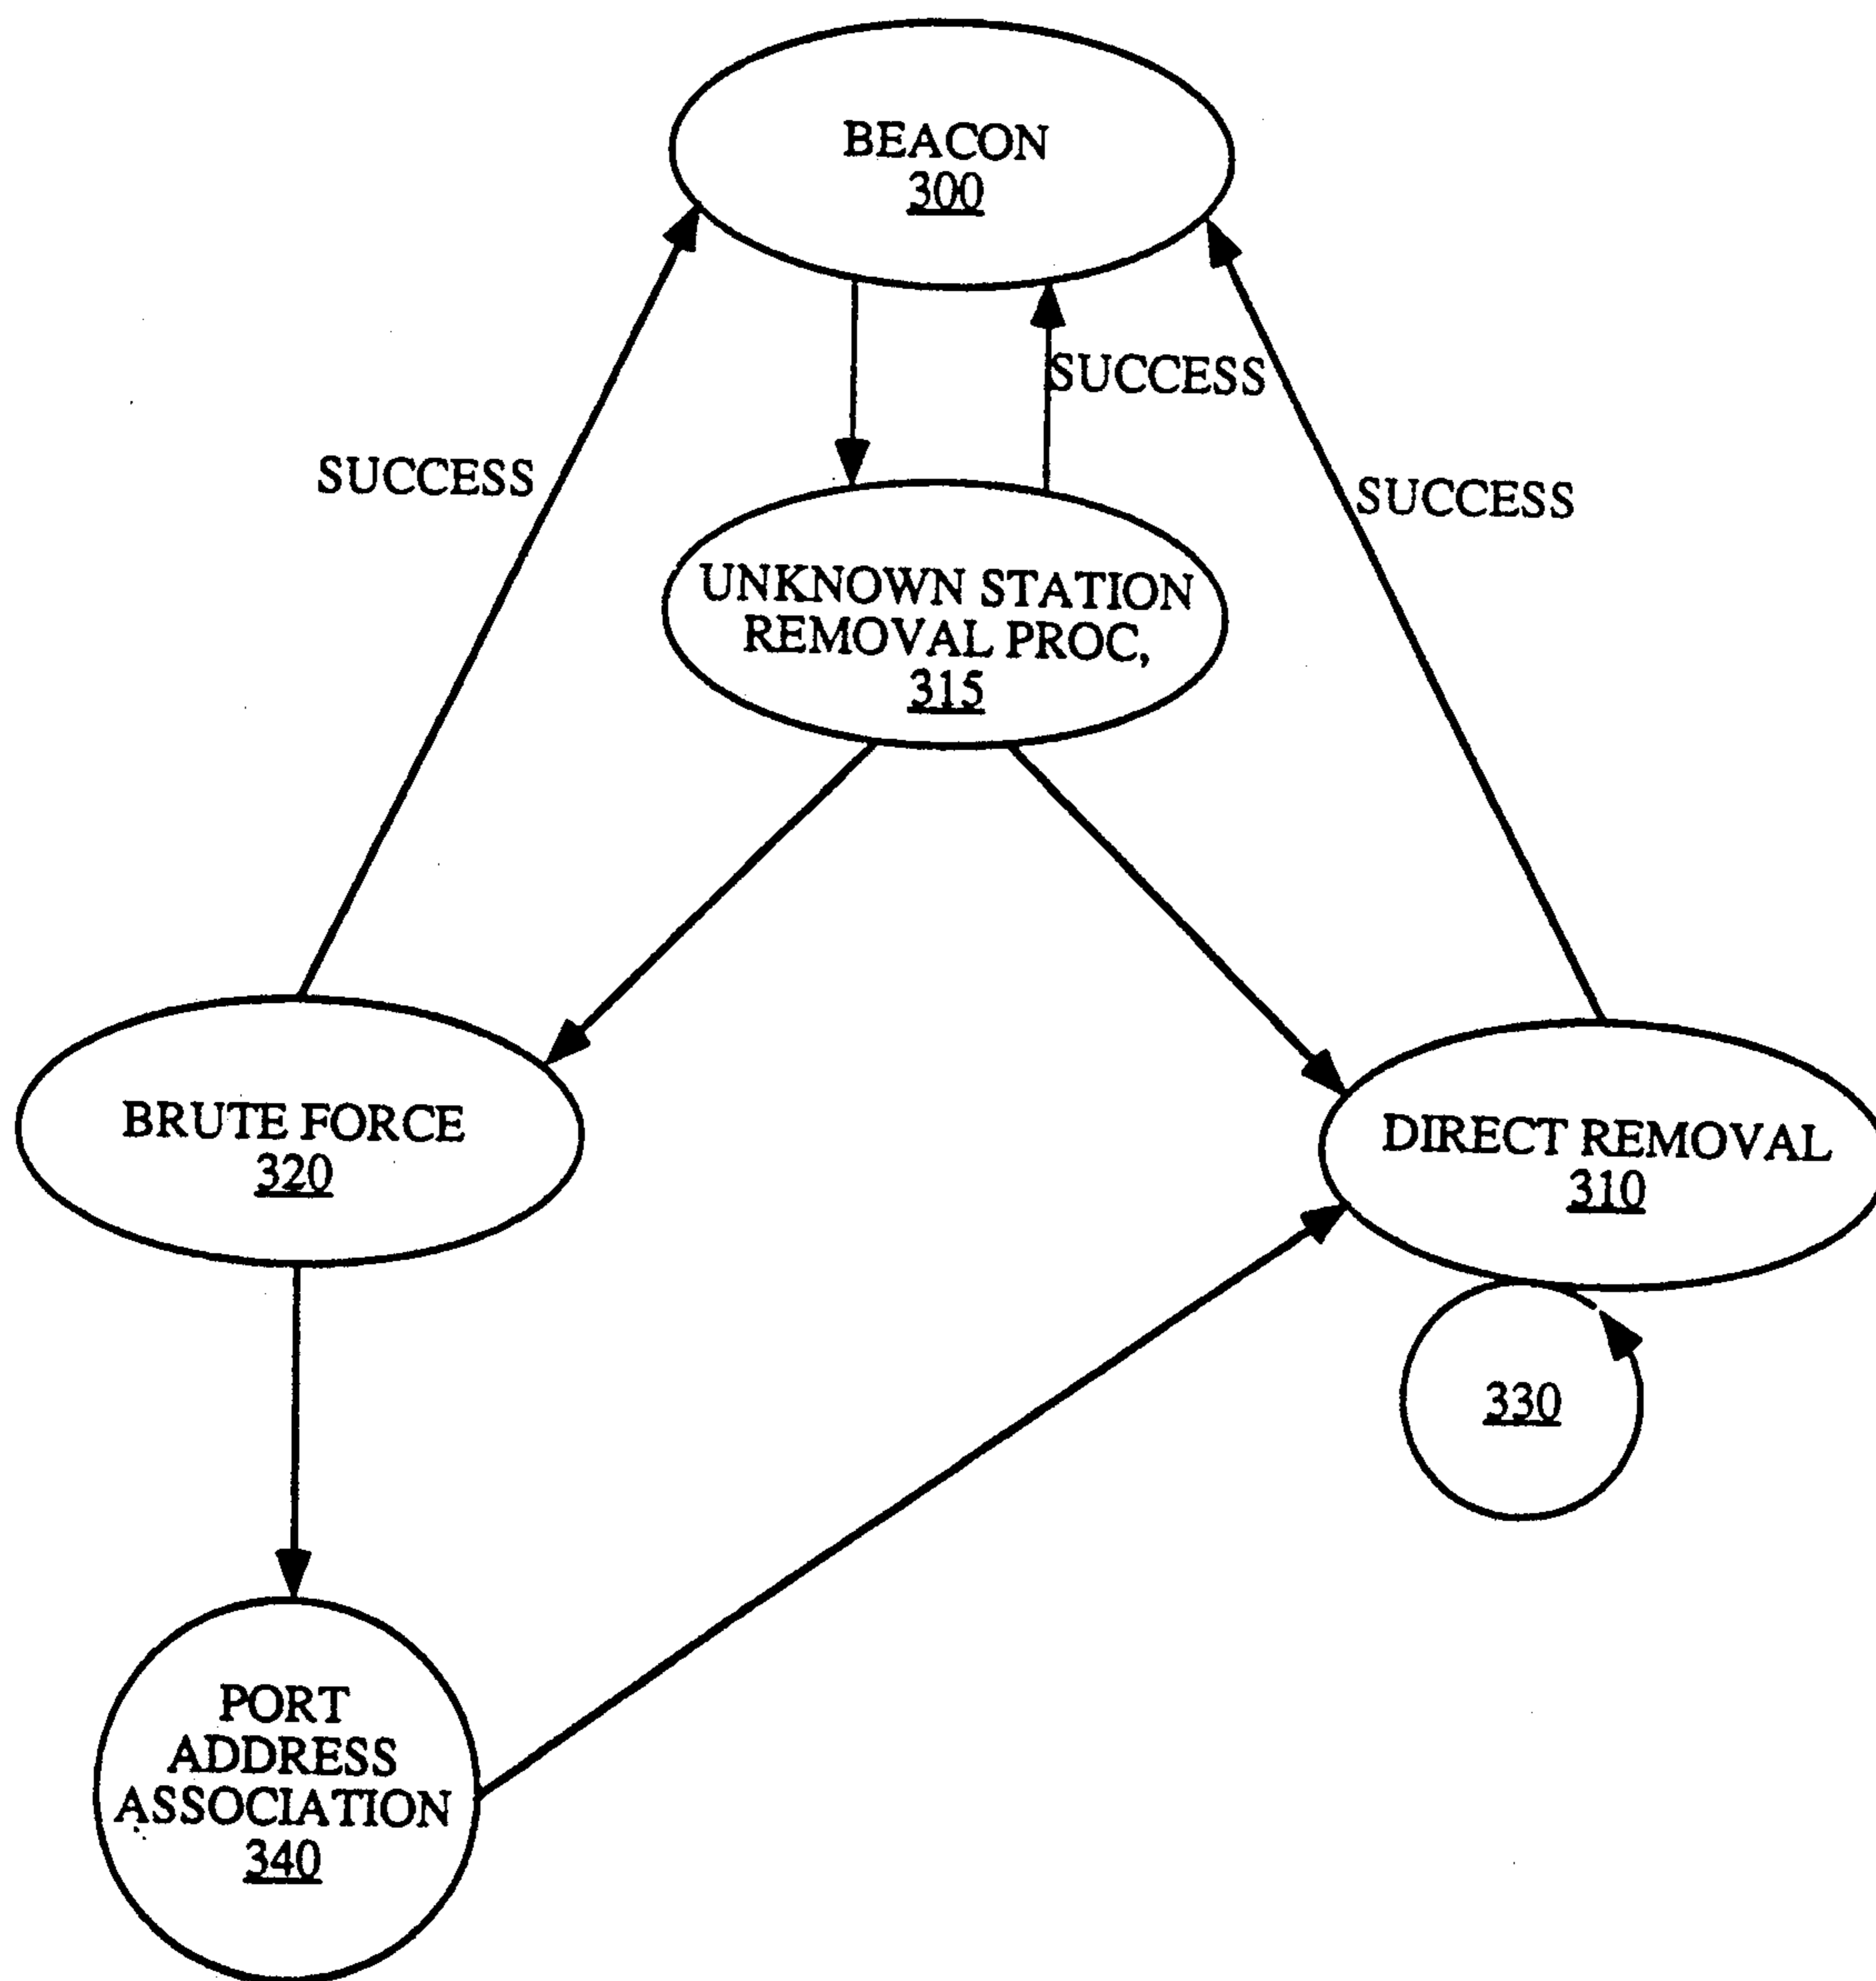 BEACON
300
SUCCESS
SUCCESS
SUCCESS
UNKNOWN STATION
REMOVAL PROC,
315
BRUTE FORCE
320
DIRECT REMOVAL
310
330
PORT
ADDRESS
ASSOCIATION
340